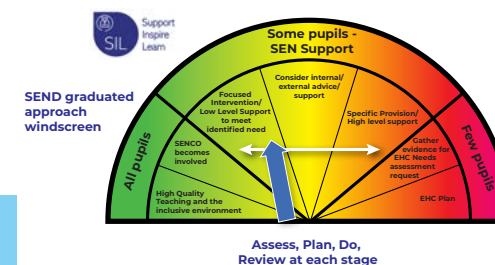 SIL
Support
Inspire
Learn
SEND graduated
approach
windscreen
Some pupils -
SEN Support
All pupils
Few pupils
High Quality
Teaching and the
inclusive environment
SENCO
becomes
involved
Focused
Intervention/
Low Level Support
to meet
identified need
Consider internal/
external advice/
support
Specific Provision/
High level support
Gather
evidence for
EHC Needs
assessment
request
EHC Plan
Assess, Plan, Do,
Review at each stage